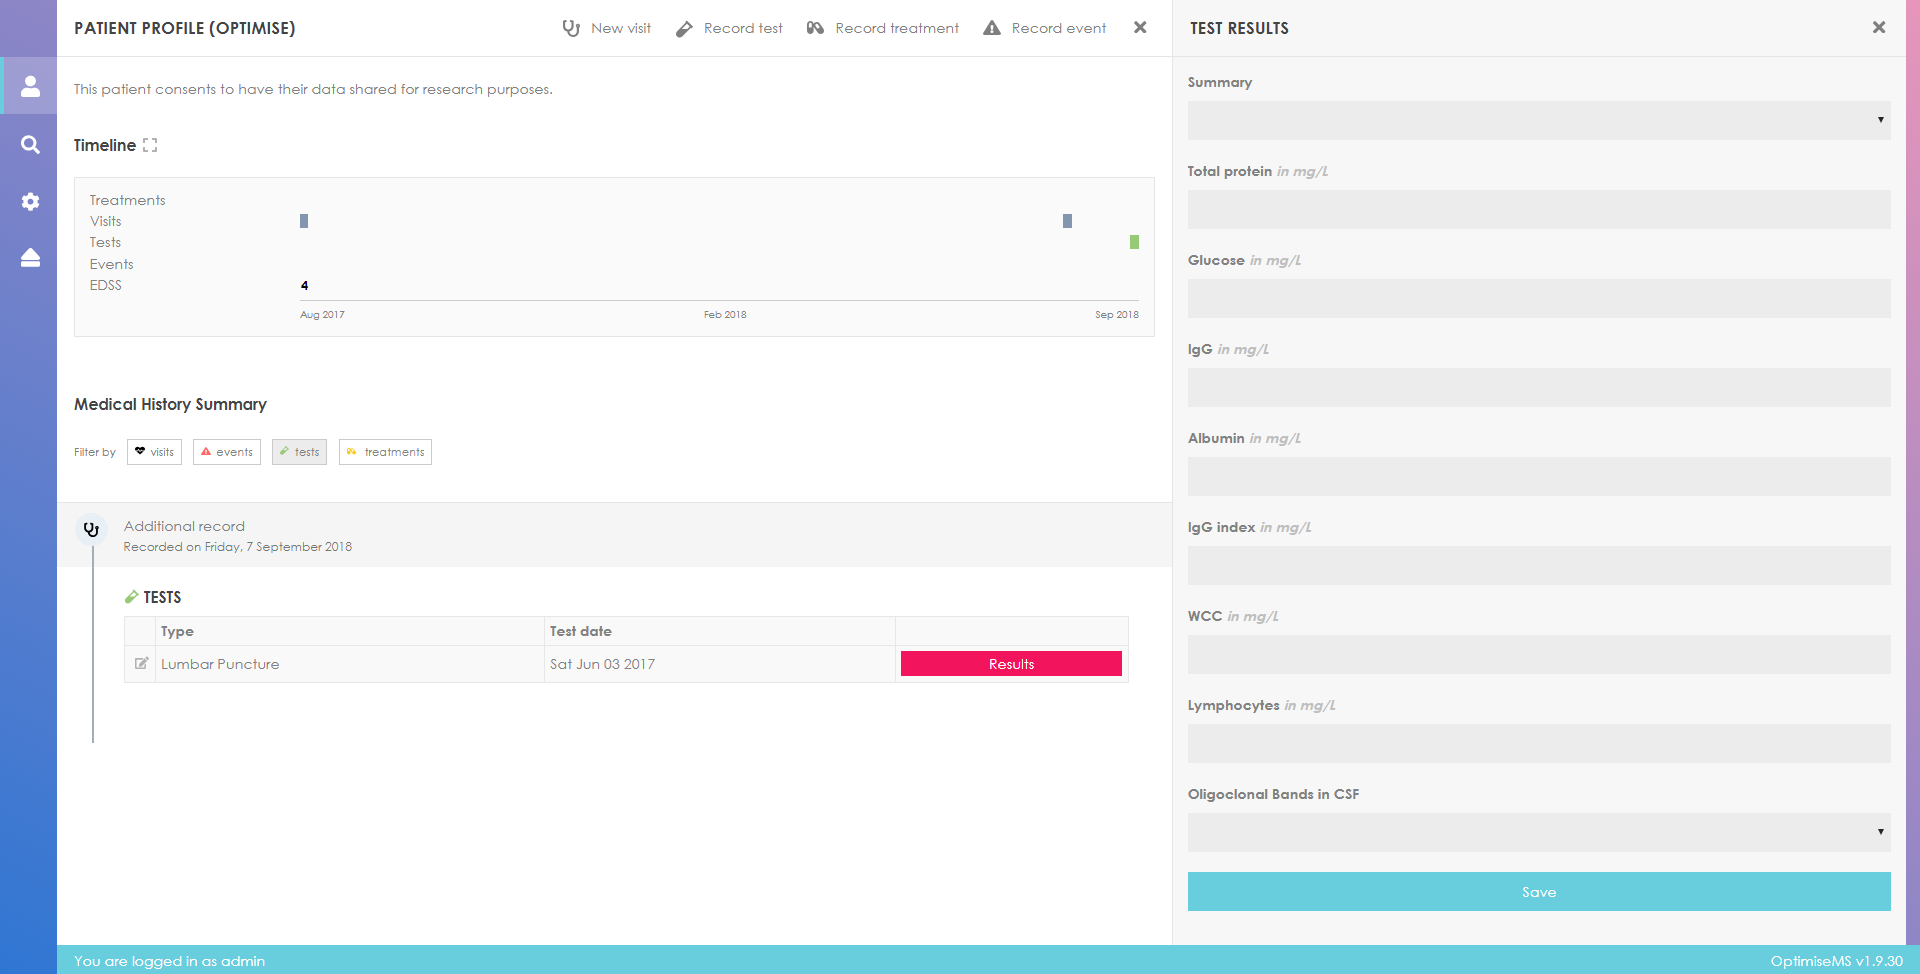 PATIENT PROFILE (OPTIMISE)
New visit
Record test
Record treatment
Record event
This patient consents to have their data shared for research purposes.
Timeline
Treatments
Visits
Tests
Events
EDSS
4
Aug 2017
Feb 2018
Sep 2018
Medical History Summary
Filter by
visits
events
tests
treatments
Additional record
Recorded on Friday, 7 September 2018
TESTS
Type
Test date
Lumbar Puncture
Sat Jun 03 2017
Results
TEST RESULTS
Summary
Total protein in mg/L
Glucose in mg/L
IgG in mg/L
Albumin in mg/L
IgG index in mg/L
WCC in mg/L
Lymphocytes in mg/L
Oligoclonal Bands in CSF
Save
You are logged in as admin
OptimiseMS v1.9.30